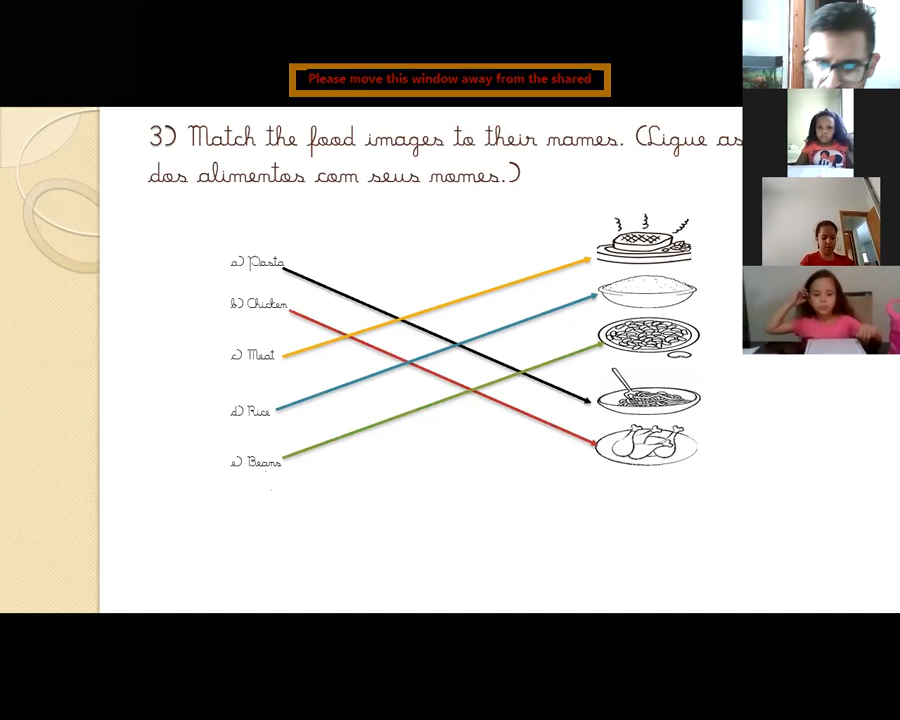 Please move this window away from the shared
3) Match the food images to their names. (Ligue as
dos alimentos com seus nomes.)
a) Pasta
b) Chicken
c) Meat
d) Rice
e) Beans